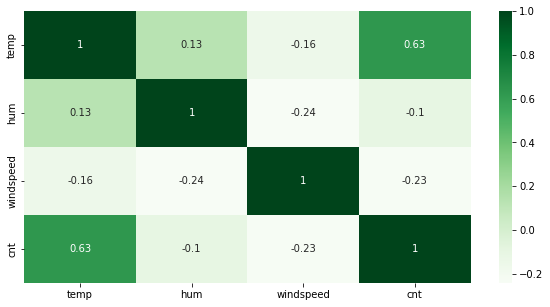 temp 1 0.13 -0.16 0.63
hum 0.13 1 -0.24 -0.1
windspeed -0.16 -0.24 1 -0.23
cnt 0.63 -0.1 -0.23 1
temp hum windspeed cnt
1.0
0.8
0.6
0.4
0.2
0.0
−0.2